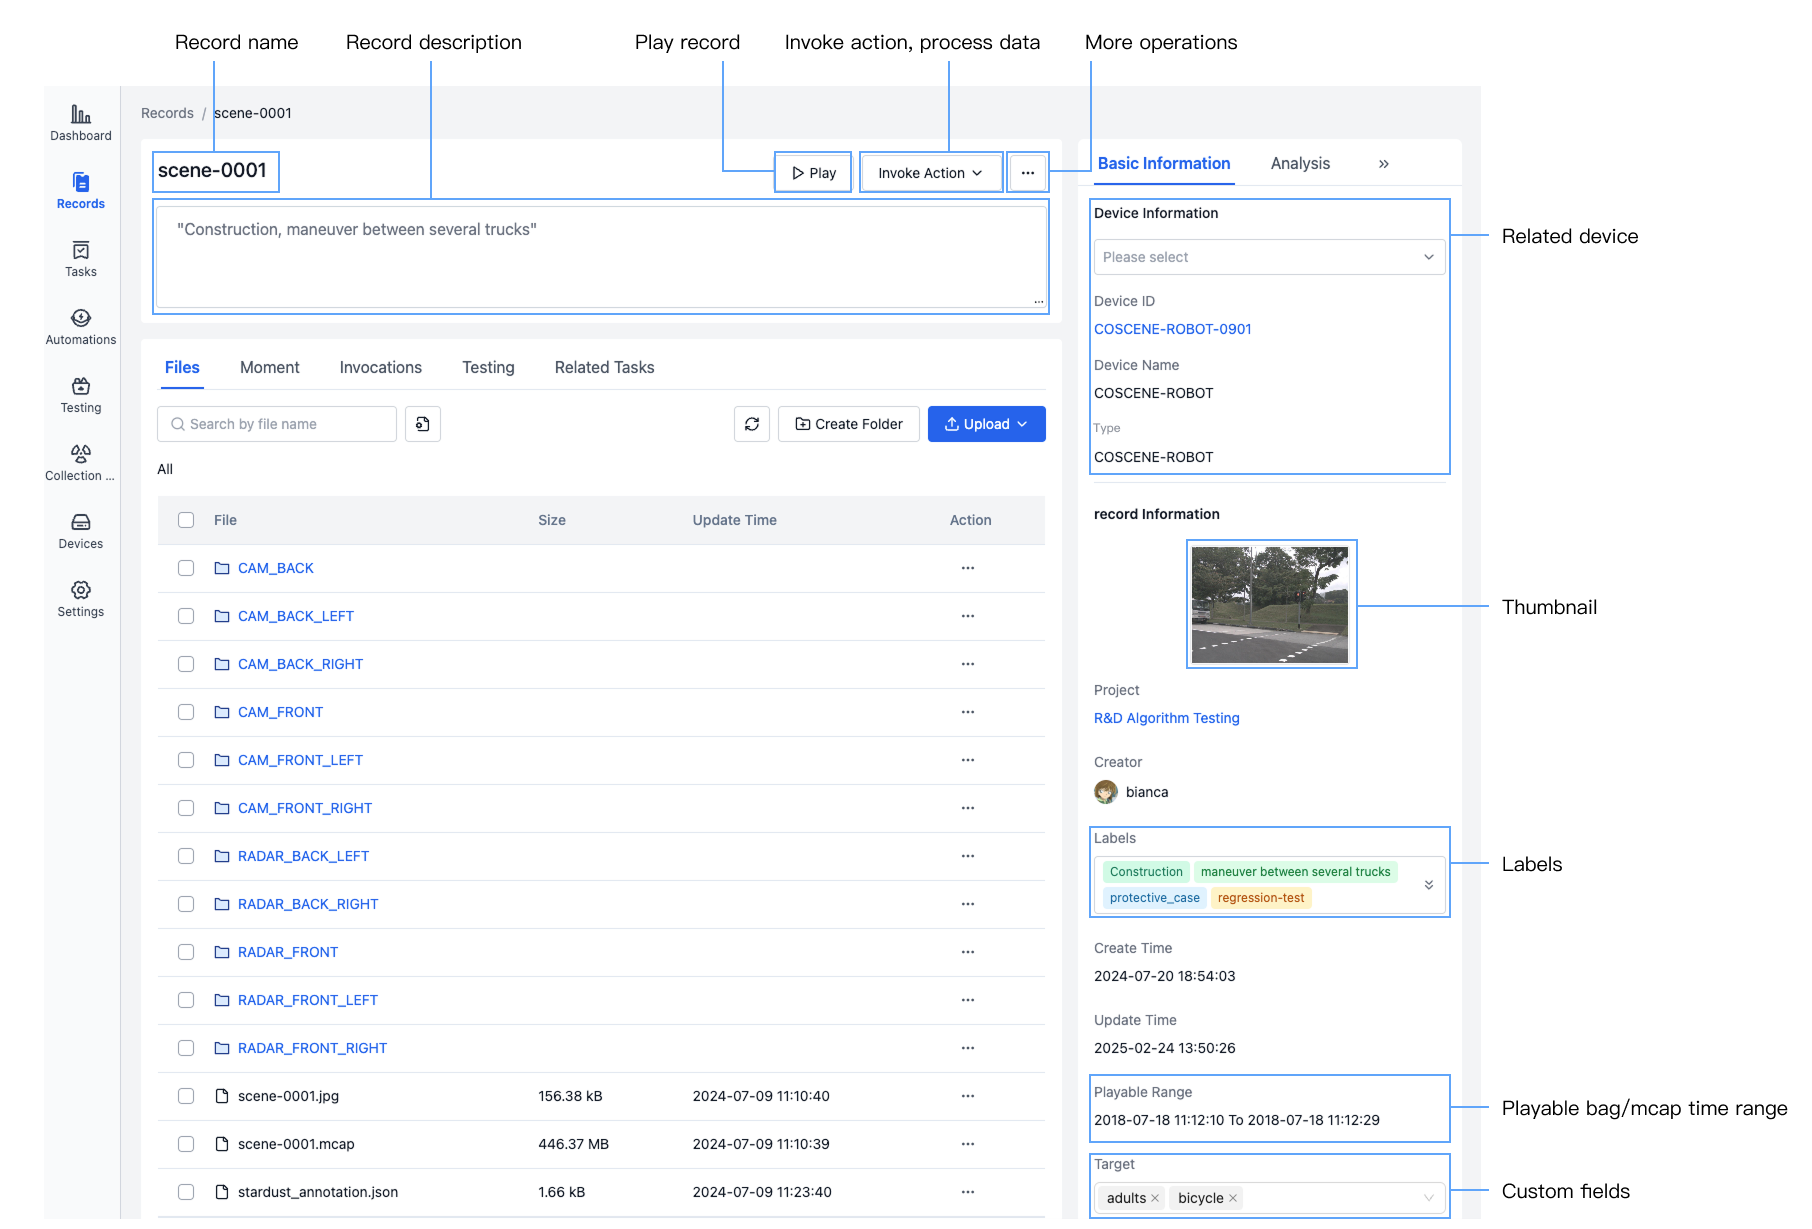 Record name
Record description
Play record
Invoke action, process data
More operations
Dashboard
Records
Tasks
Automations
Testing
Collection ...
Devices
Settings
Records / scene-0001
scene-0001
Play
Invoke Action
...
"Construction, maneuver between several trucks"
...
Files Moment Invocations Testing Related Tasks
Search by file name
Create Folder
Upload
All
File Size Update Time Action
CAM_BACK ...
CAM_BACK_LEFT ...
CAM_BACK_RIGHT ...
CAM_FRONT ...
CAM_FRONT_LEFT ...
CAM_FRONT_RIGHT ...
RADAR_BACK_LEFT ...
RADAR_BACK_RIGHT ...
RADAR_FRONT ...
RADAR_FRONT_LEFT ...
RADAR_FRONT_RIGHT ...
scene-0001.jpg 156.38 kB 2024-07-09 11:10:40 ...
scene-0001.mcap 446.37 MB 2024-07-09 11:10:39 ...
stardust_annotation.json 1.66 kB 2024-07-09 11:23:40 ...
Basic Information Analysis »
Device Information
Please select
Device ID
COSCENE-ROBOT-0901
Device Name
COSCENE-ROBOT
Type
COSCENE-ROBOT
record Information
Project
R&D Algorithm Testing
Creator
bianca
Labels
Construction maneuver between several trucks
protective_case regression-test
Create Time
2024-07-20 18:54:03
Update Time
2025-02-24 13:50:26
Playable Range
2018-07-18 11:12:10 To 2018-07-18 11:12:29
Target
adults × bicycle ×
Related device
Thumbnail
Labels
Playable bag/mcap time range
Custom fields